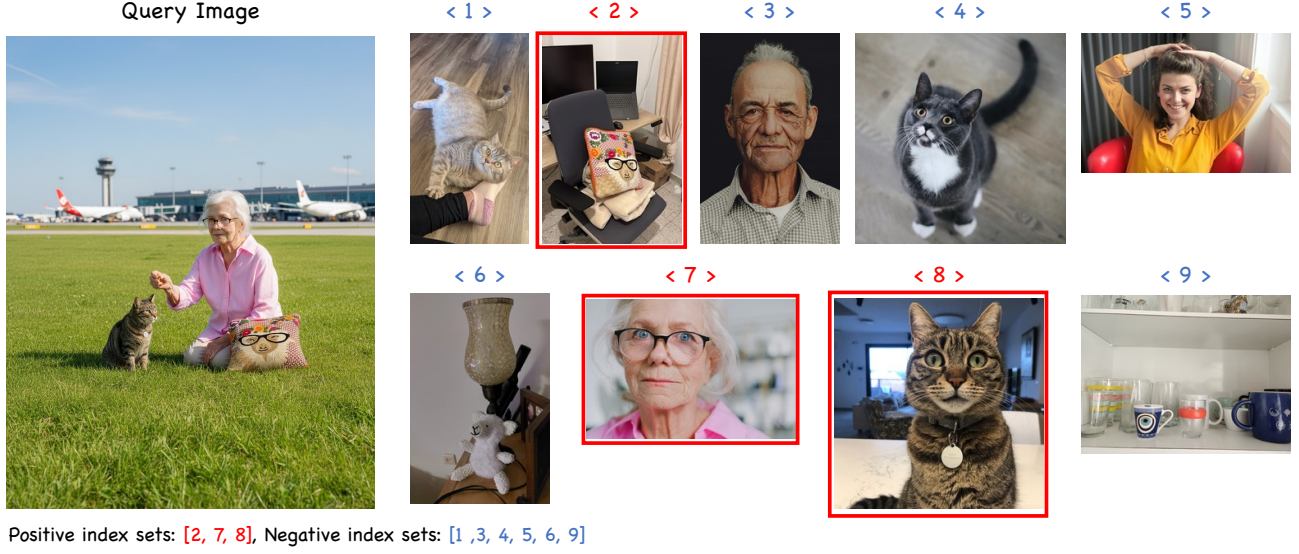 Query Image
< 1 >
< 2 >
< 3 >
< 4 >
< 5 >
< 6 >
< 7 >
< 8 >
< 9 >
Positive index sets: [2, 7, 8], Negative index sets: [1 ,3, 4, 5, 6, 9]